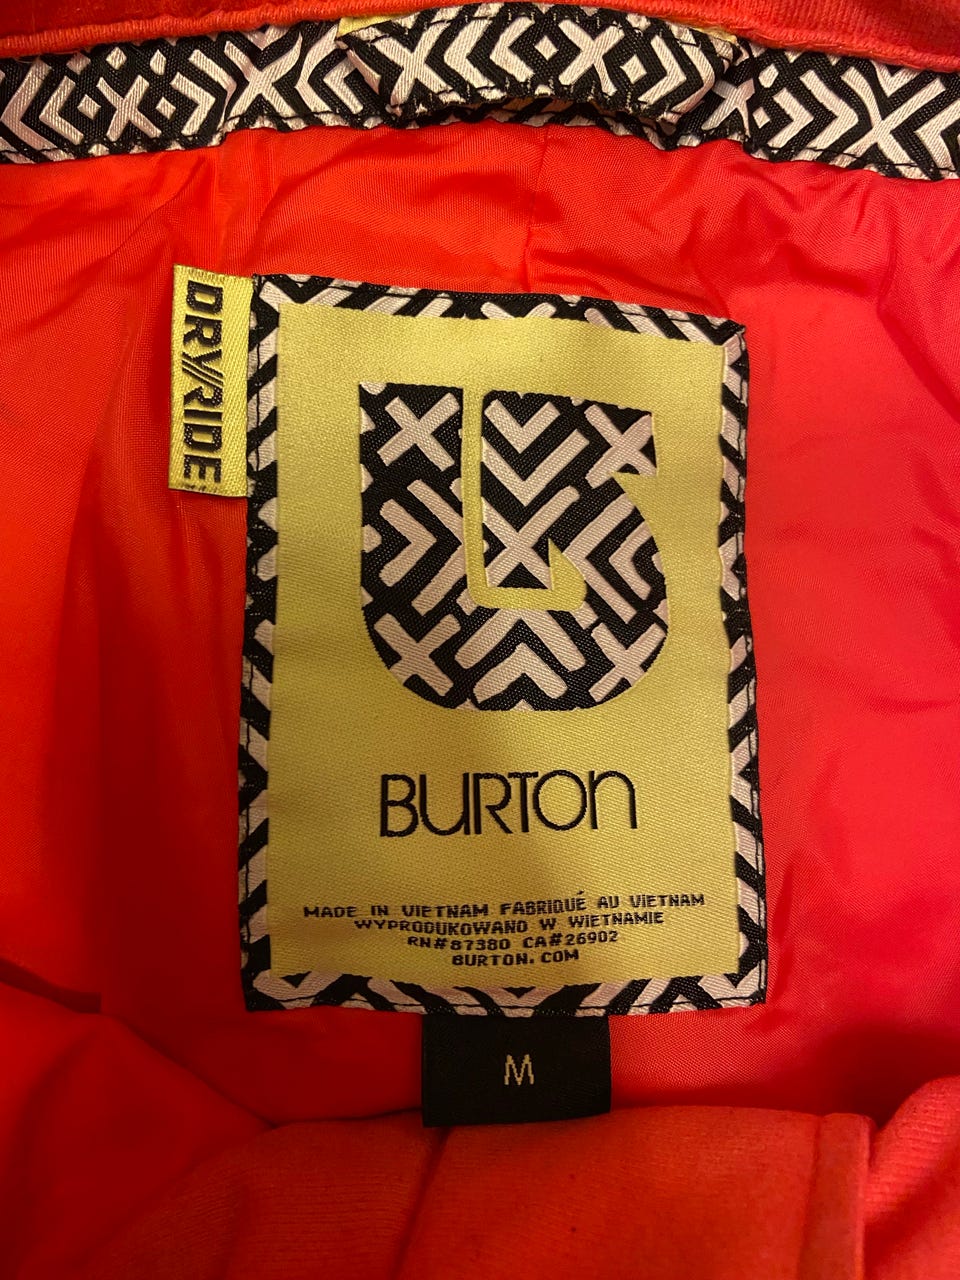 DRY//RIDE
BURTON
MADE IN VIETNAM FABRIQUÉ AU VIETNAM
WYPRODUKOWANO W WIETNAMIE
RN#87380 CA#26902
BURTON.COM
M